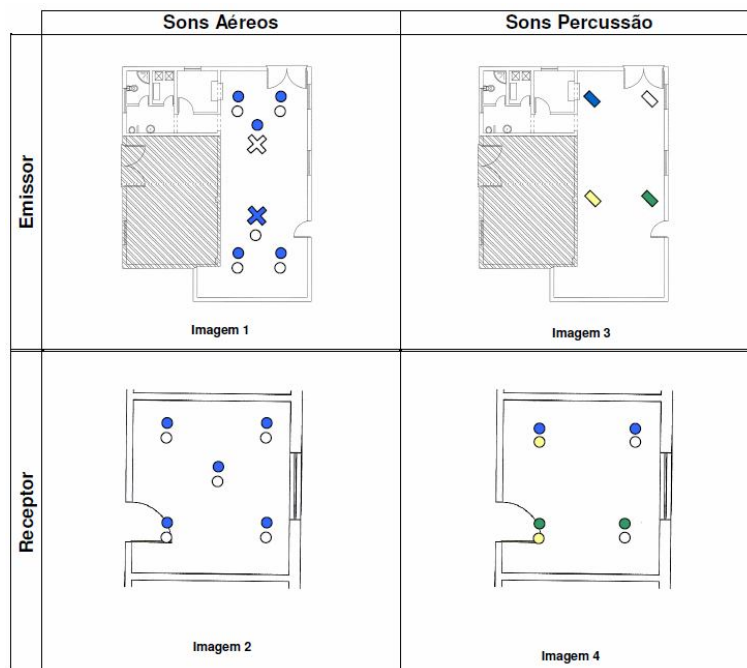 Sons Aéreos
Sons Percussão
Emissor
Imagem 1
Imagem 3
Receptor
Imagem 2
Imagem 4